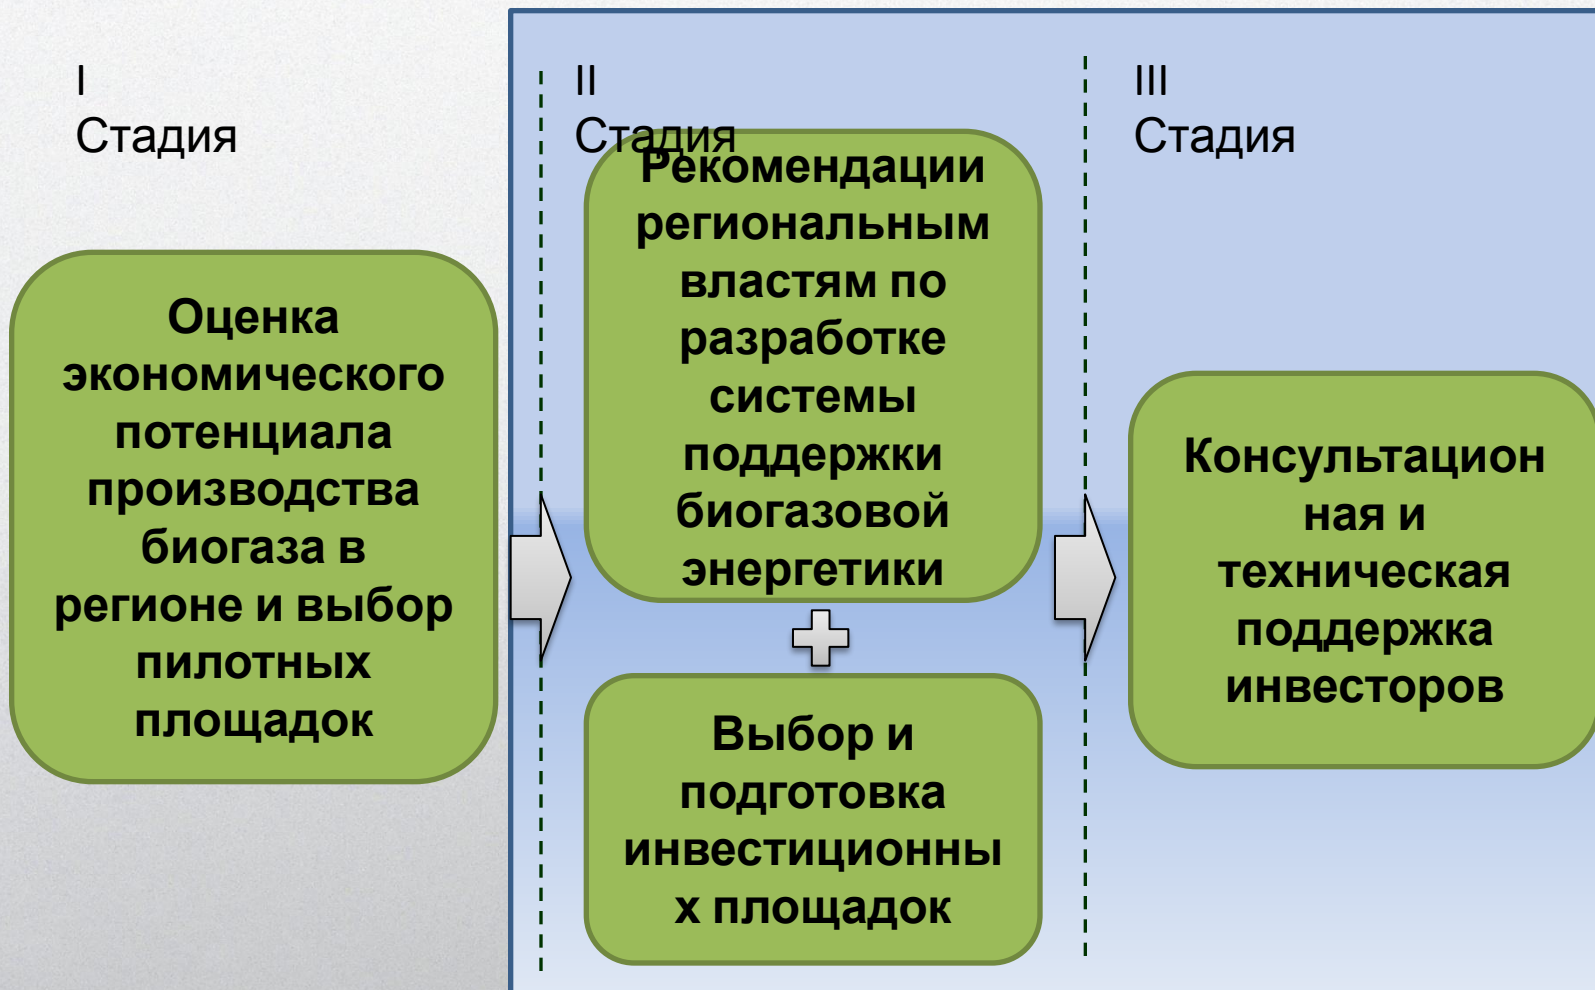 I
Стадия
Оценка
экономического
потенциала
производства
биогаза в
регионе и выбор
пилотных
площадок
II
Стадия
Рекомендации
региональным
властям по
разработке
системы
поддержки
биогазовой
энергетики
Выбор и
подготовка
инвестиционны
х площадок
III
Стадия
Консультацион
ная и
техническая
поддержка
инвесторов